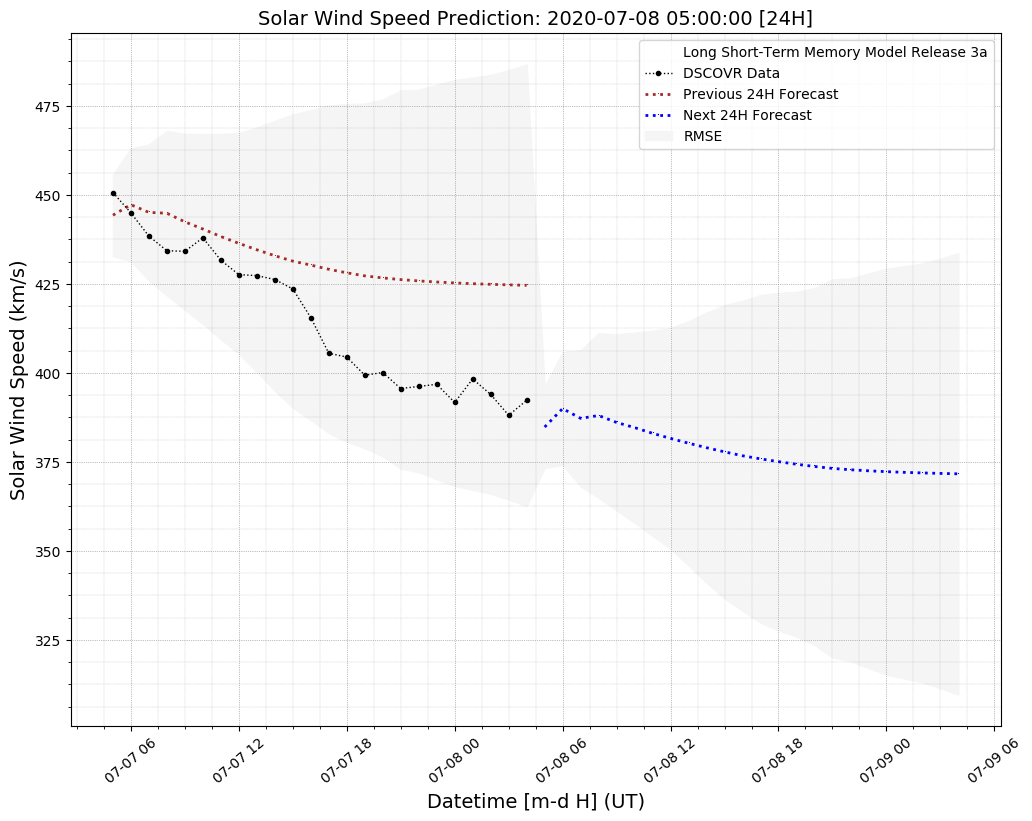 Solar Wind Speed Prediction: 2020-07-08 05:00:00 [24H]
Long Short-Term Memory Model Release 3a
DSCOVR Data
Previous 24H Forecast
Next 24H Forecast
RMSE
Solar Wind Speed (km/s)
475
450
425
400
375
350
325
07-07 06
07-07 12
07-07 18
07-08 00
07-08 06
07-08 12
07-08 18
07-09 00
07-09 06
Datetime [m-d H] (UT)